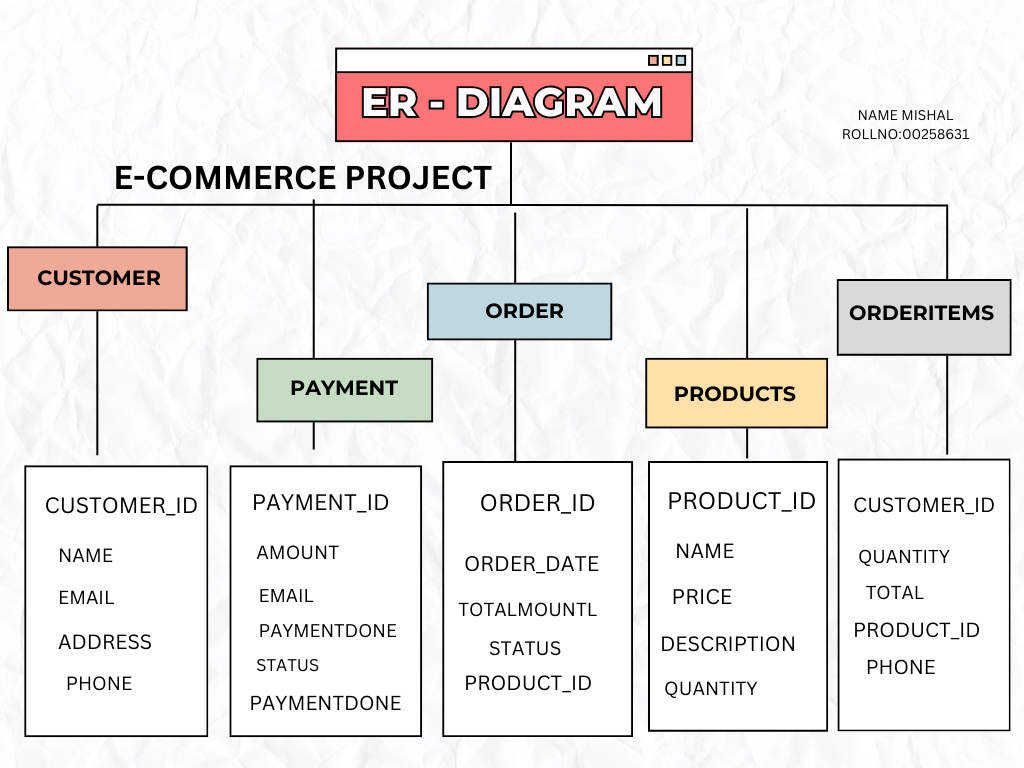 ER - DIAGRAM
NAME MISHAL
ROLLNO:00258631
E-COMMERCE PROJECT
CUSTOMER
CUSTOMER_ID
NAME
EMAIL
ADDRESS
PHONE
PAYMENT
PAYMENT_ID
AMOUNT
EMAIL
PAYMENTDONE
STATUS
PAYMENTDONE
ORDER
ORDER_ID
ORDER_DATE
TOTALMOUNTL
STATUS
PRODUCT_ID
PRODUCTS
PRODUCT_ID
NAME
PRICE
DESCRIPTION
QUANTITY
ORDERITEMS
CUSTOMER_ID
QUANTITY
TOTAL
PRODUCT_ID
PHONE